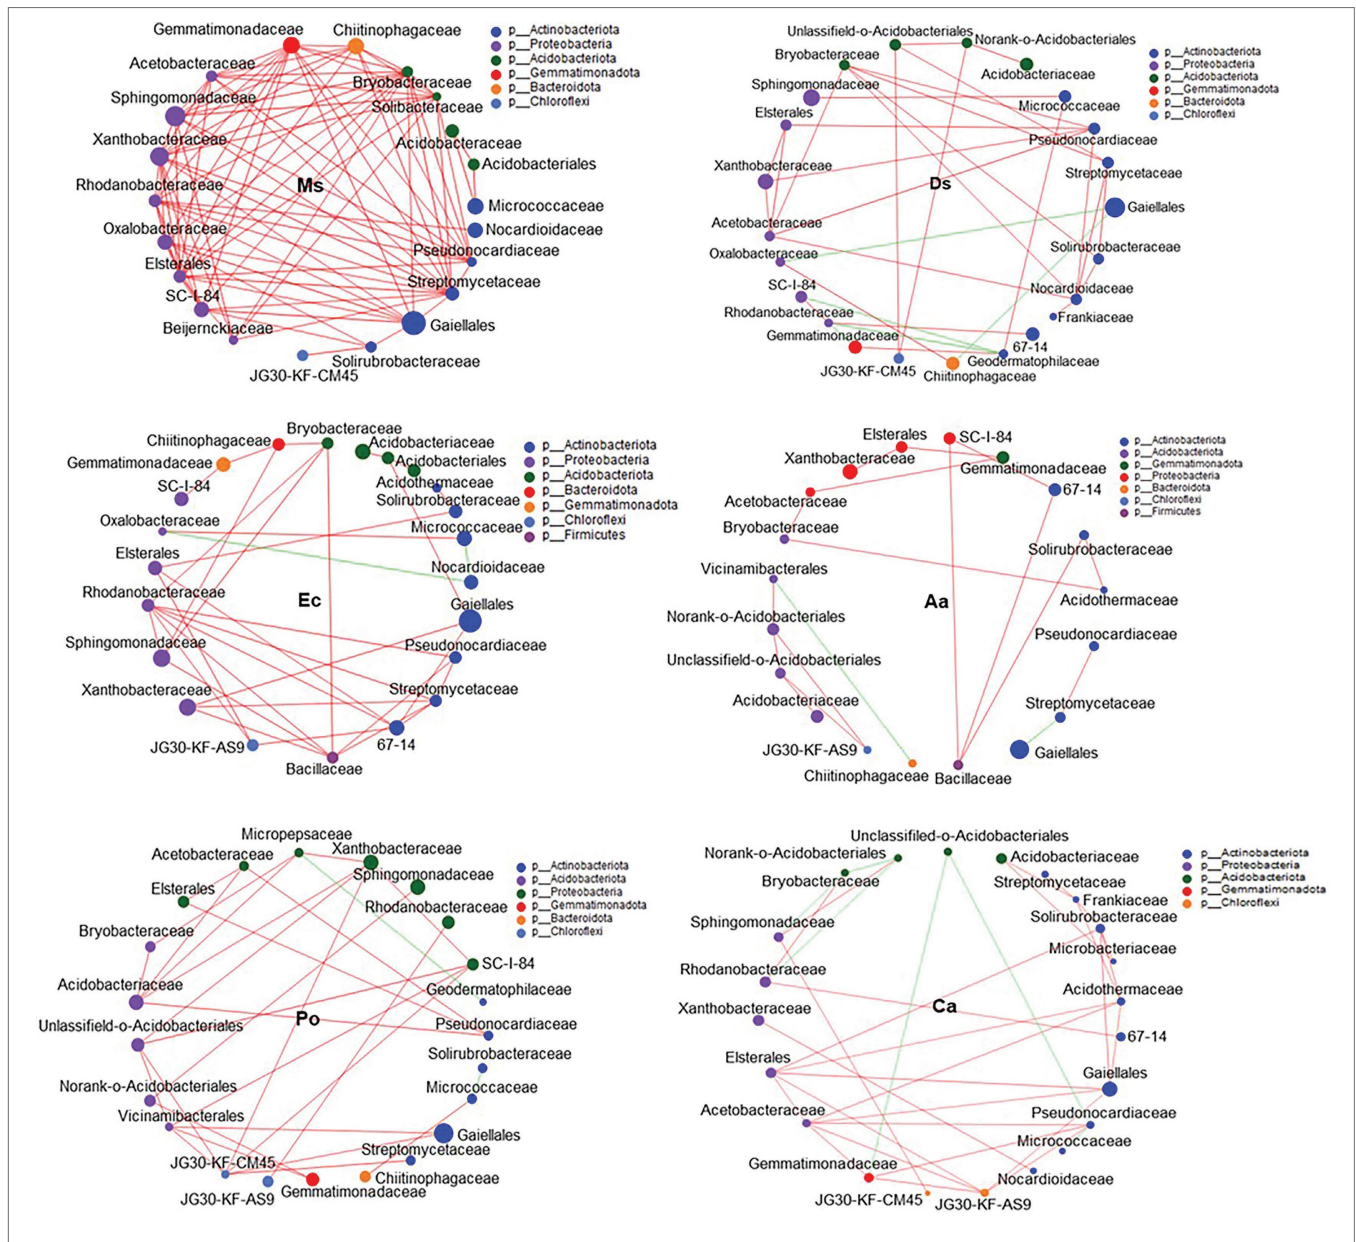 Gemmatimonadaceae
Chiitinophagaceae
Acetobacteraceae
Bryobacteraceae
Sphingomonadaceae
Solibacteraceae
Xanthobacteraceae
Acidobacteraceae
Acidobacteriales
Rhodanobacteraceae
Ms
Micrococcaceae
Oxalobacteraceae
Nocardioidaceae
Pseudonocardiaceae
Elsterales
Streptomycetaceae
SC-I-84
Beijernckiaceae
Gaiellales
Solirubrobacteraceae
JG30-KF-CM45
p__Actinobacteriota
p__Proteobacteria
p__Acidobacteriota
p__Gemmatimonadota
p__Bacteroidota
p__Chloroflexi
Unlassifield-o-Acidobacteriales
Norank-o-Acidobacteriales
Bryobacteraceae
Acidobacteriaceae
Sphingomonadaceae
Micrococcaceae
Elsterales
Pseudonocardiaceae
Xanthobacteraceae
Streptomycetaceae
Ds
Gaiellales
Acetobacteraceae
Solirubrobacteraceae
Oxalobacteraceae
SC-I-84
Nocardioidaceae
Rhodanobacteraceae
Frankiaceae
Gemmatimonadaceae
67-14
Geodermatophilaceae
JG30-KF-CM45
Chiitinophagaceae
p__Actinobacteriota
p__Proteobacteria
p__Acidobacteriota
p__Gemmatimonadota
p__Bacteroidota
p__Chloroflexi
Bryobacteraceae
Chiitinophagaceae
Acidobacteriaceae
Gemmatimonadaceae
Acidobacteriales
SC-I-84
Acidothermaceae
Solirubrobacteraceae
Oxalobacteraceae
Micrococcaceae
Elsterales
Nocardioidaceae
Rhodanobacteraceae
Ec
Gaiellales
Sphingomonadaceae
Pseudonocardiaceae
Xanthobacteraceae
Streptomycetaceae
JG30-KF-AS9
67-14
Bacillaceae
p__Actinobacteriota
p__Proteobacteria
p__Acidobacteriota
p__Bacteroidota
p__Gemmatimonadota
p__Chloroflexi
p__Firmicutes
Elsterales
SC-I-84
Xanthobacteraceae
Gemmatimonadaceae
67-14
Acetobacteraceae
Bryobacteraceae
Solirubrobacteraceae
Vicinamibacterales
Aa
Acidothermaceae
Norank-o-Acidobacteriales
Pseudonocardiaceae
Unclassifield-o-Acidobacteriales
Acidobacteriaceae
Streptomycetaceae
JG30-KF-AS9
Gaiellales
Chiitinophagaceae
Bacillaceae
p__Actinobacteriota
p__Acidobacteriota
p__Gemmatimonadota
p__Proteobacteria
p__Bacteroidota
p__Chloroflexi
p__Firmicutes
Micropepsaceae
Acetobacteraceae
Xanthobacteraceae
Sphingomonadaceae
Elsterales
Rhodanobacteraceae
Bryobacteraceae
SC-I-84
Acidobacteriaceae
Geodermatophilaceae
Po
Unlassifield-o-Acidobacteriales
Pseudonocardiaceae
Solirubrobacteraceae
Norank-o-Acidobacteriales
Micrococcaceae
Vicinamibacterales
Gaiellales
Streptomycetaceae
JG30-KF-CM45
Chiitinophagaceae
JG30-KF-AS9
Gemmatimonadaceae
p__Actinobacteriota
p__Acidobacteriota
p__Proteobacteria
p__Gemmatimonadota
p__Bacteroidota
p__Chloroflexi
Unclassifiled-o-Acidobacteriales
Norank-o-Acidobacteriales
Acidobacteriaceae
Bryobacteraceae
Streptomycetaceae
Frankiaceae
Sphingomonadaceae
Solirubrobacteraceae
Microbacteriaceae
Rhodanobacteraceae
Acidothermaceae
Xanthobacteraceae
Ca
67-14
Elsterales
Gaiellales
Acetobacteraceae
Pseudonocardiaceae
Micrococcaceae
Gemmatimonadaceae
Nocardioidaceae
JG30-KF-CM45
JG30-KF-AS9
p__Actinobacteriota
p__Proteobacteria
p__Acidobacteriota
p__Gemmatimonadota
p__Chloroflexi